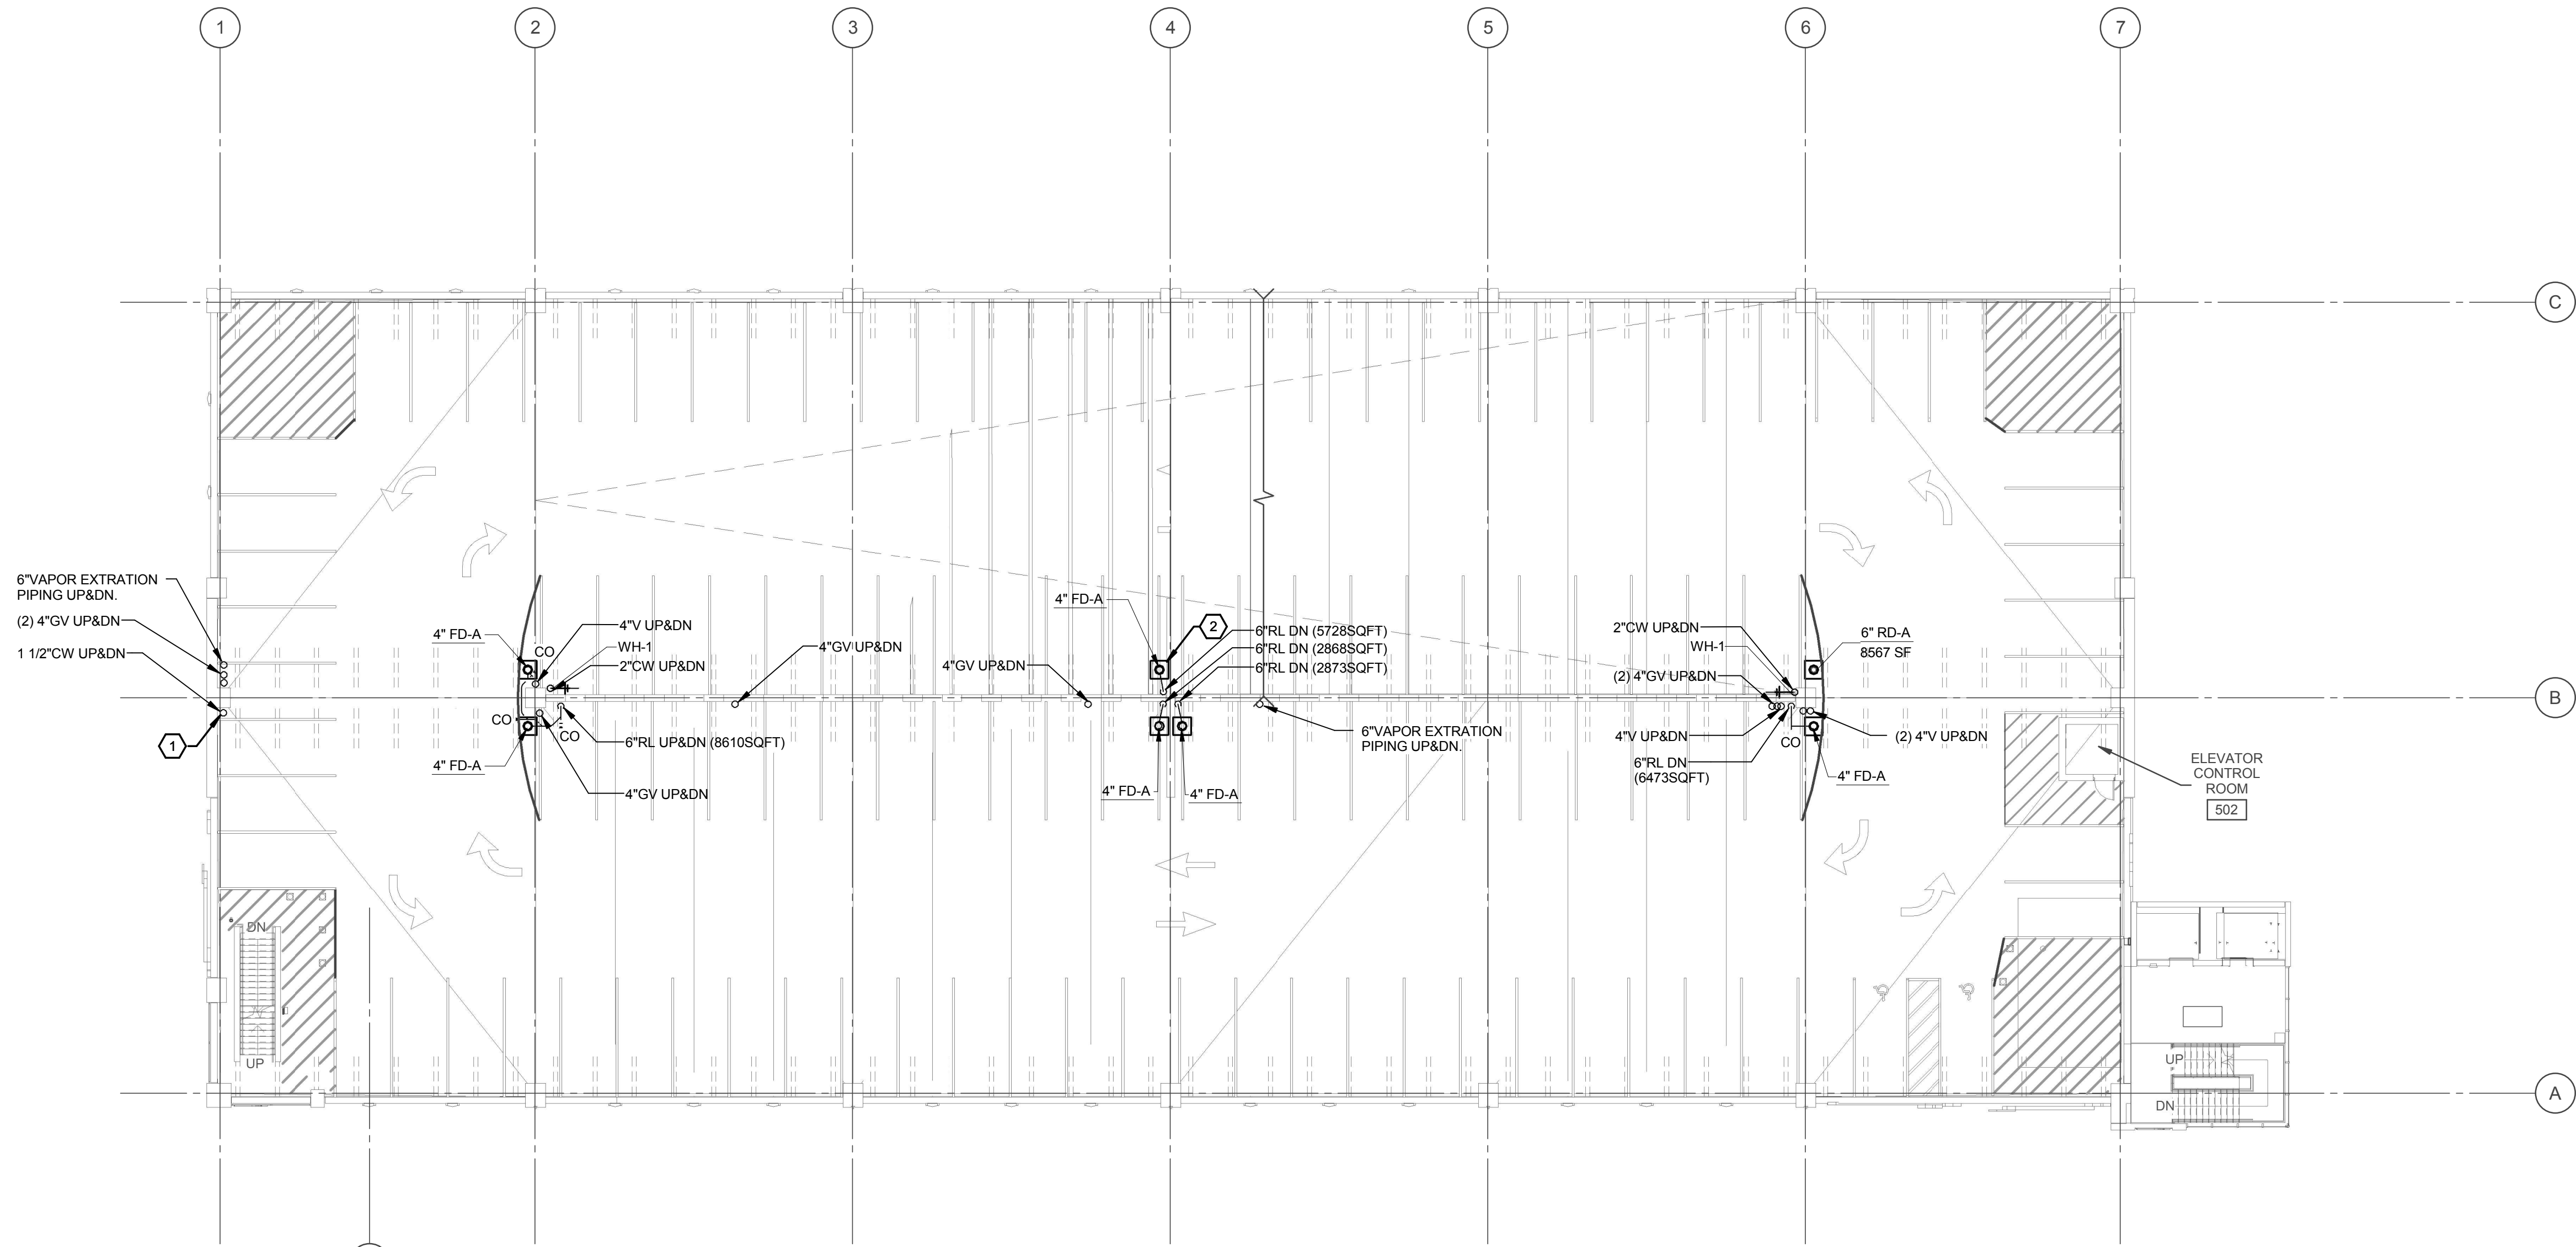 1
2
3
4
5
6
7
C
6"VAPOR EXTRATION
PIPING UP&DN.
(2) 4"GV UP&DN
1 1/2"CW UP&DN
1
4" FD-A
CO
4"V UP&DN
WH-1
2"CW UP&DN
CO
CO
6"RL UP&DN (8610SQFT)
4" FD-A
4"GV UP&DN
4"GV UP&DN
4"GV UP&DN
4" FD-A
2
6"RL DN (5728SQFT)
6"RL DN (2868SQFT)
6"RL DN (2873SQFT)
6"VAPOR EXTRATION
PIPING UP&DN.
4" FD-A
4" FD-A
2"CW UP&DN
WH-1
(2) 4"GV UP&DN
4"V UP&DN
6"RL DN
(6473SQFT)
6" RD-A
8567 SF
CO
(2) 4"V UP&DN
4" FD-A
B
ELEVATOR
CONTROL
ROOM
502
DN
UP
UP
DN
A